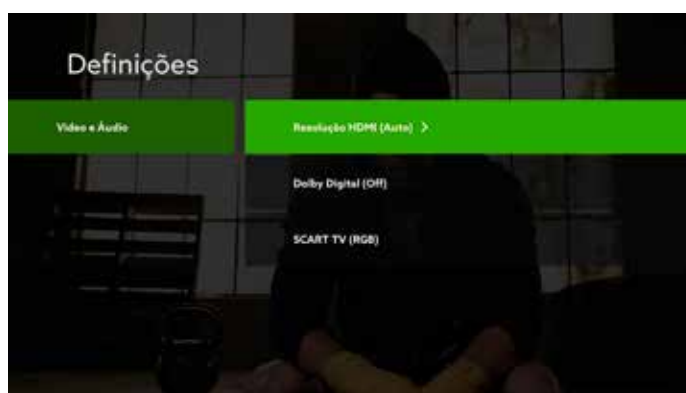 Definições
Vídeo e Áudio
Resolução HDMI (Auto) >
Dolby Digital (Off)
SCART TV (RGB)